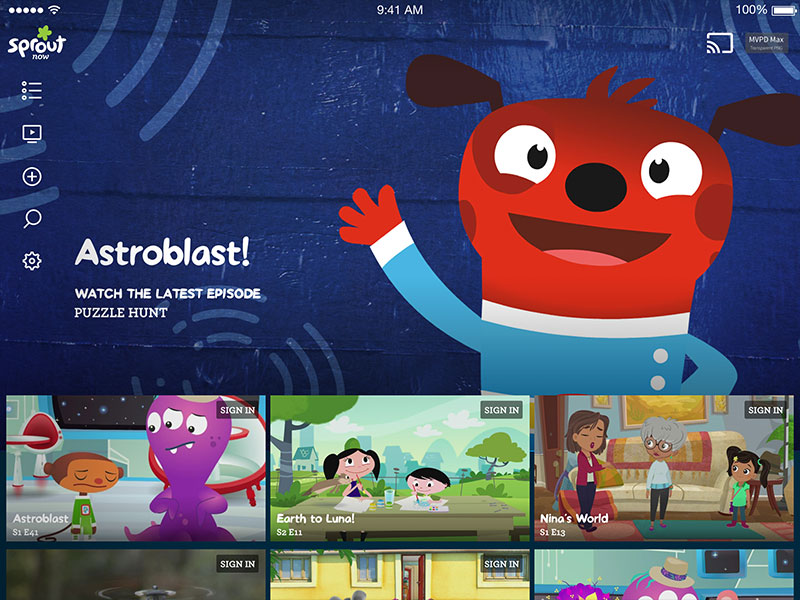 9:41 AM
100%
sprout
now
MVPD Max
Transparent PNG
Astroblast!
WATCH THE LATEST EPISODE
PUZZLE HUNT
SIGN IN
SIGN IN
SIGN IN
Astroblast
S1 E41
Earth to Luna!
S2 E11
Nina's World
S1 E13
SIGN IN
SIGN IN
SIGN IN